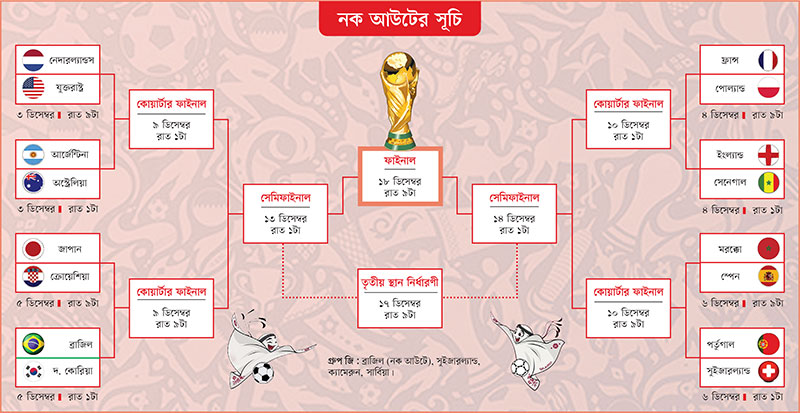 নক আউটের সূচি
নেদারল্যান্ডস
যুক্তরাষ্ট্র
৩ ডিসেম্বর রাত ৯টা
আর্জেন্টিনা
অস্ট্রেলিয়া
৩ ডিসেম্বর রাত ১টা
জাপান
ক্রোয়েশিয়া
৫ ডিসেম্বর রাত ৯টা
ব্রাজিল
দ. কোরিয়া
৫ ডিসেম্বর রাত ১টা
কোয়ার্টার ফাইনাল
৯ ডিসেম্বর
রাত ১টা
কোয়ার্টার ফাইনাল
৯ ডিসেম্বর
রাত ৯টা
সেমিফাইনাল
১৩ ডিসেম্বর
রাত ১টা
ফাইনাল
১৮ ডিসেম্বর
রাত ৯টা
তৃতীয় স্থান নির্ধারণী
১৭ ডিসেম্বর
রাত ৯টা
সেমিফাইনাল
১৪ ডিসেম্বর
রাত ১টা
কোয়ার্টার ফাইনাল
১০ ডিসেম্বর
রাত ১টা
কোয়ার্টার ফাইনাল
১০ ডিসেম্বর
রাত ৯টা
ফ্রান্স
পোল্যান্ড
৪ ডিসেম্বর রাত ৯টা
ইংল্যান্ড
সেনেগাল
৪ ডিসেম্বর রাত ১টা
মরক্কো
স্পেন
৬ ডিসেম্বর রাত ৯টা
পর্তুগাল
সুইজারল্যান্ড
৬ ডিসেম্বর রাত ১টা
গ্রুপ জি : ব্রাজিল (নক আউটে), সুইজারল্যান্ড,
ক্যামেরুন, সার্বিয়া।